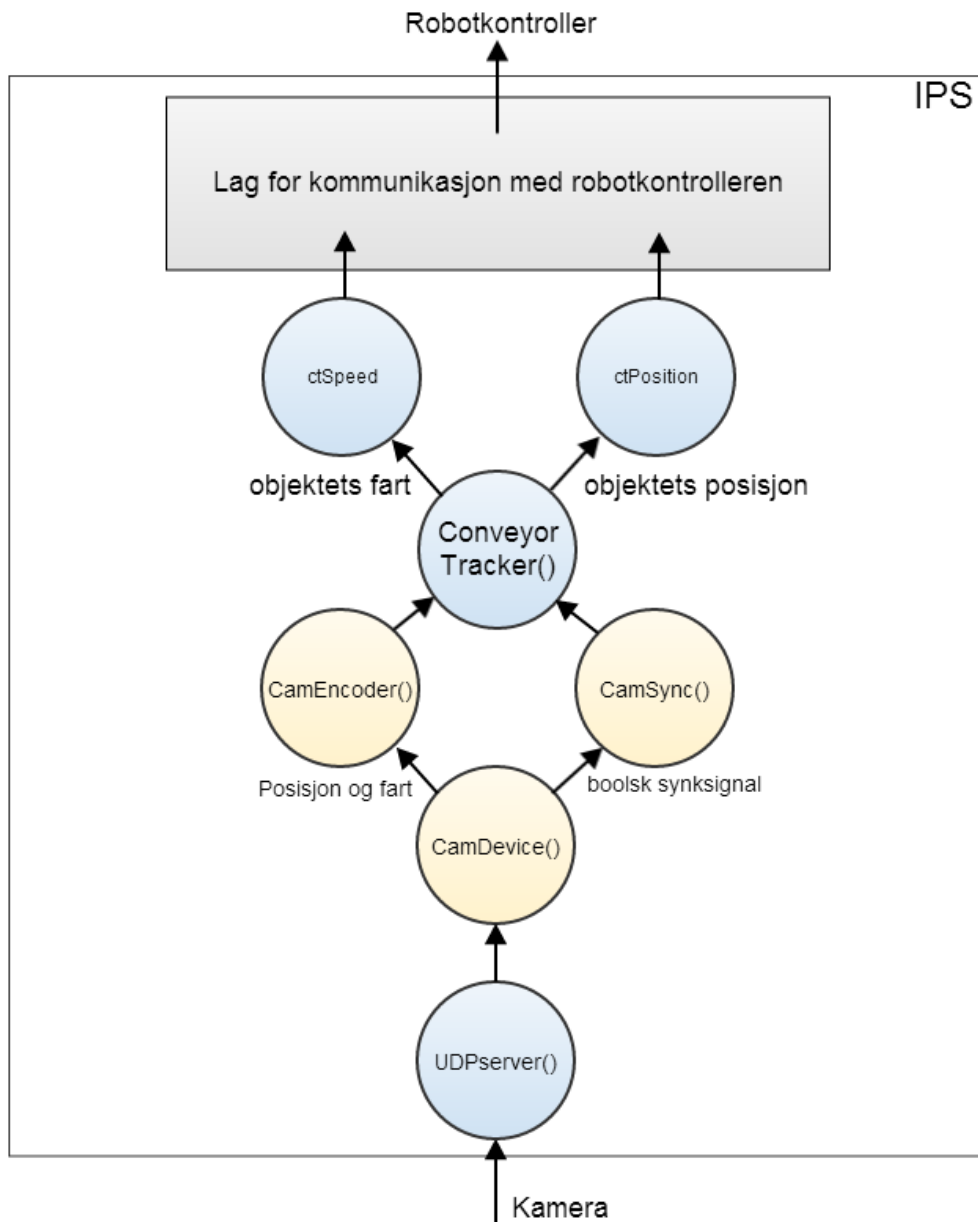 Robotkontroller
IPS
Lag for kommunikasjon med robotkontrolleren
ctSpeed
ctPosition
objektets fart
objektets posisjon
Conveyor
Tracker()
CamEncoder()
CamSync()
Posisjon og fart
boolsk synksignal
CamDevice()
UDPserver()
Kamera